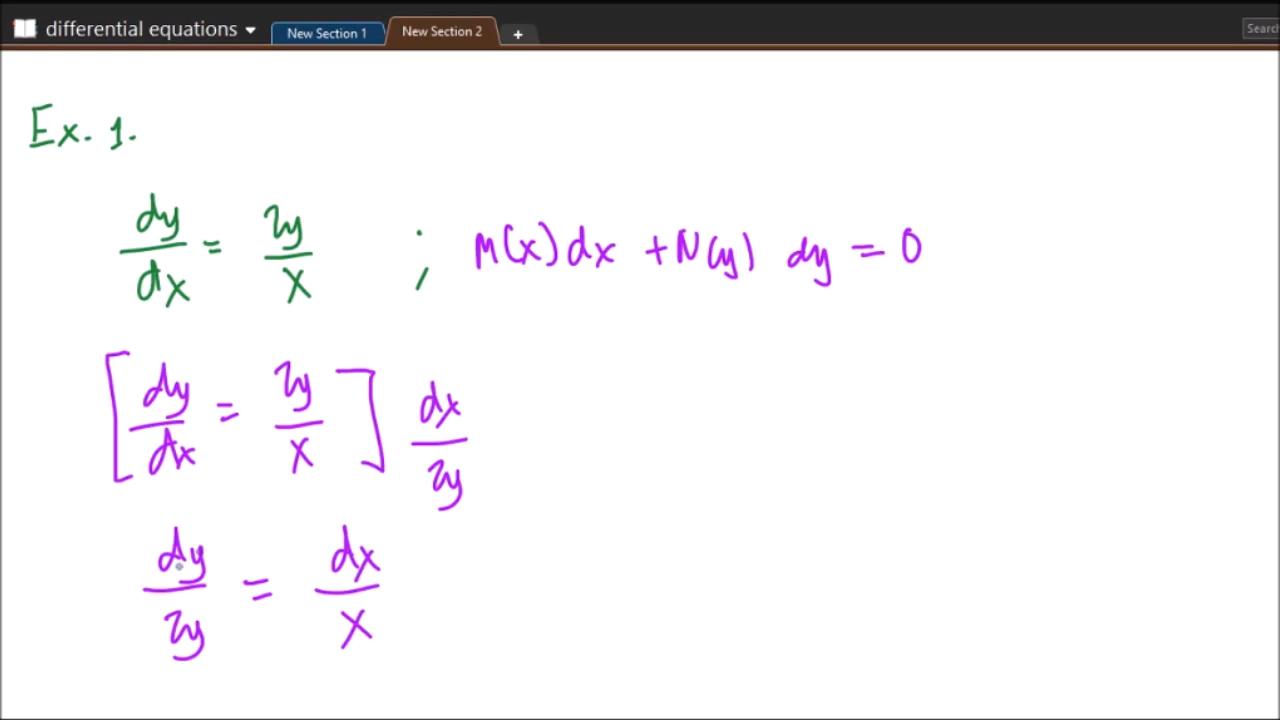 differential equations New Section 1 New Section 2 + Search
Ex. 1.
dy/dx = 2y/x ; M(x) dx + N(y) dy = 0
[dy/dx = 2y/x] dx/2y
dy/2y = dx/x